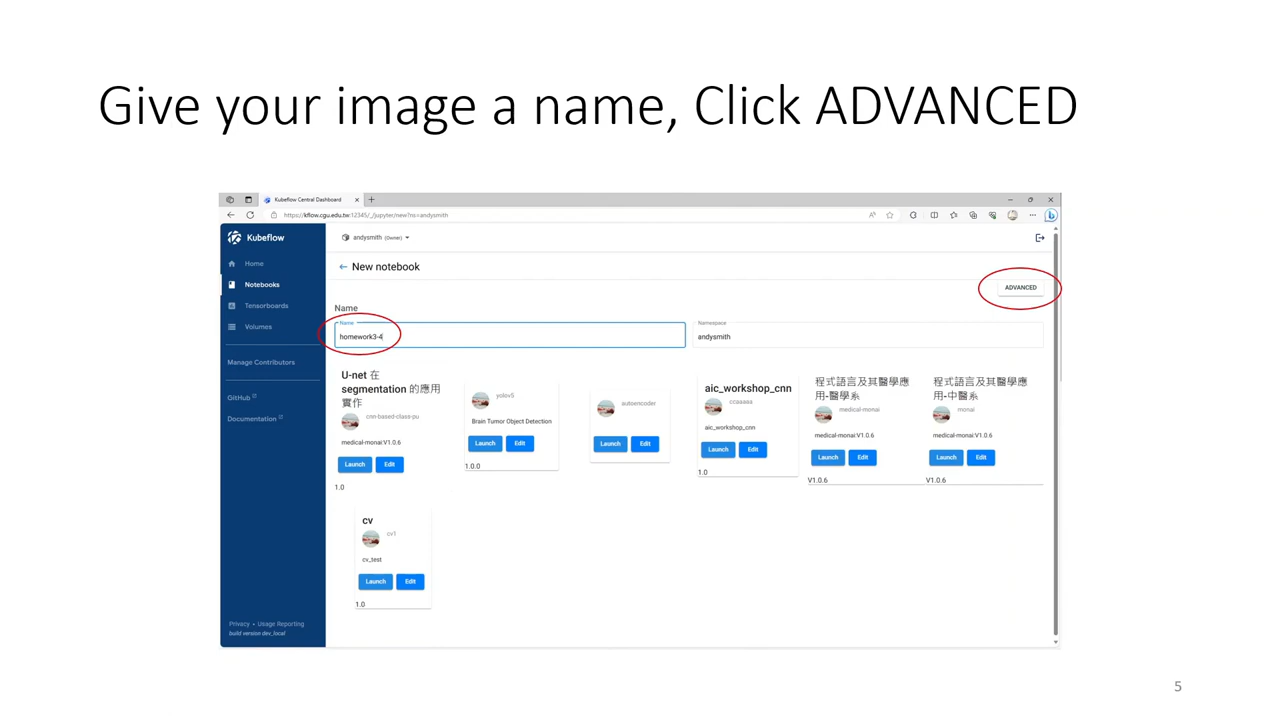 Give your image a name, Click ADVANCED
Kubeflow Central Dashboard
https://kflow.cgu.edu.tw:12345/_/jupyter/new?ns=andysmith
Kubeflow
andysmith (Owner)
Home
New notebook
Notebooks
ADVANCED
Tensorboards
Name
Volumes
Name
homework3-4
Namespace
andysmith
Manage Contributors
GitHub
Documentation
U-net 在
segmentation 的應用
實作
cnn-based-class-pu
medical-monai:V1.0.6
Launch Edit
1.0
yolov5
Brain Tumor Object Detection
Launch Edit
1.0.0
autoencoder
Launch Edit
aic_workshop_cnn
ccaaaaa
aic_workshop_cnn
Launch Edit
1.0
程式語言及其醫學應
用-醫學系
medical-monai
medical-monai:V1.0.6
Launch Edit
V1.0.6
程式語言及其醫學應
用-中醫系
monai
medical-monai:V1.0.6
Launch Edit
V1.0.6
cv
cv1
cv_test
Launch Edit
1.0
Privacy • Usage Reporting
build version dev_local
5